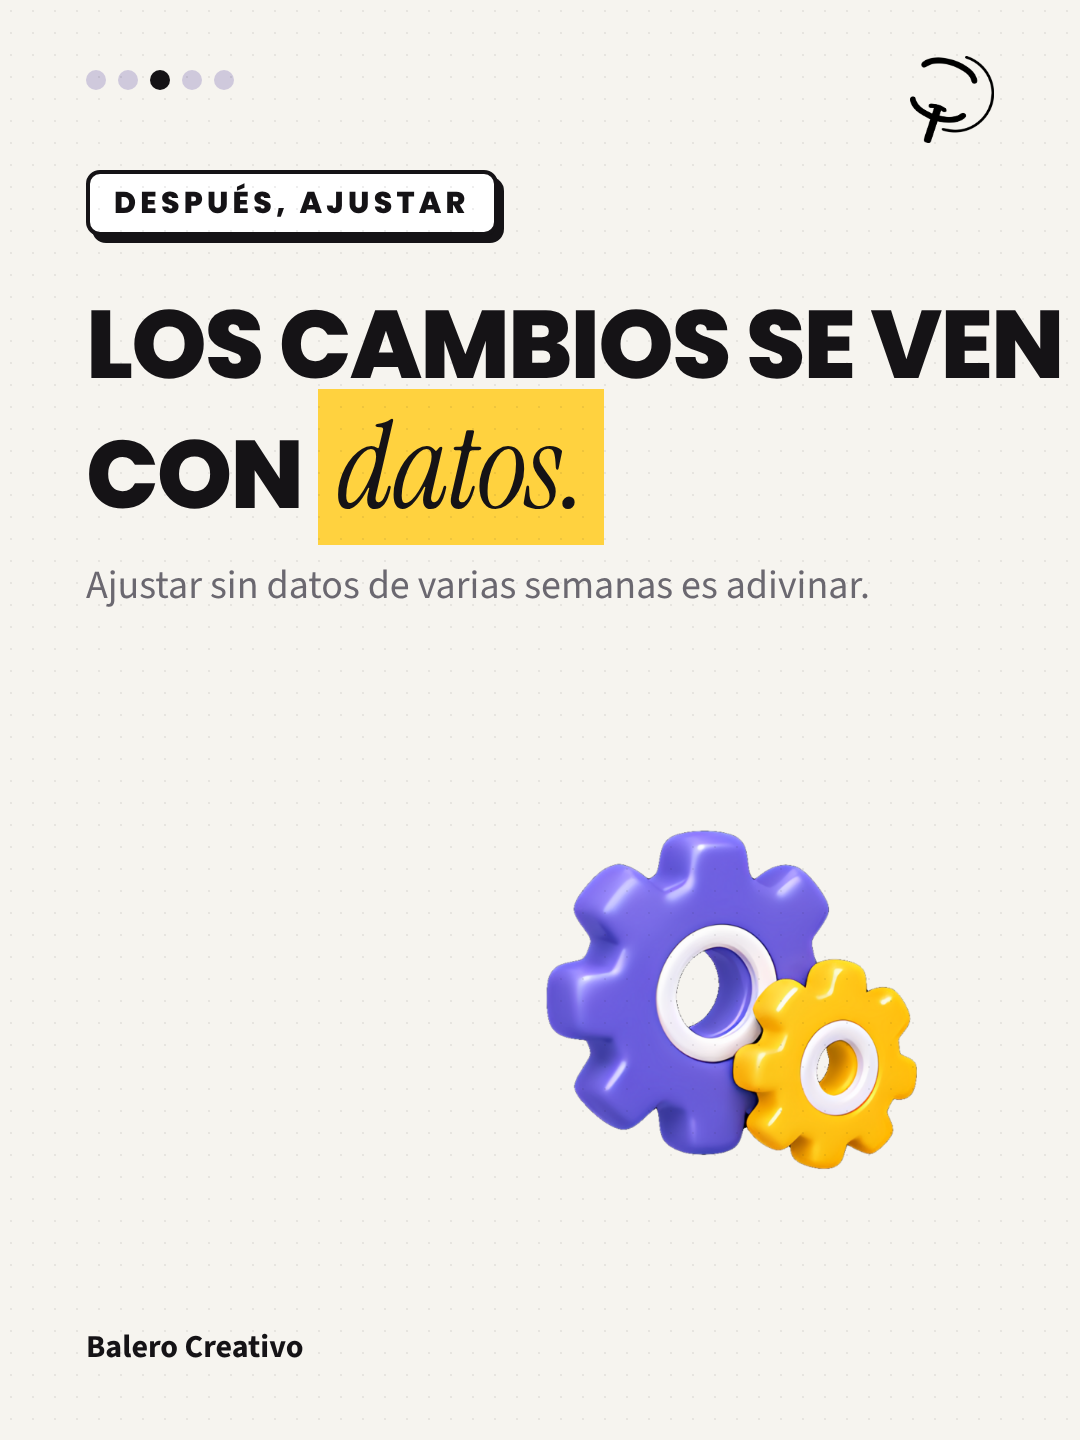 DESPUÉS, AJUSTAR
LOS CAMBIOS SE VEN
CON datos.
Ajustar sin datos de varias semanas es adivinar.
Balero Creativo